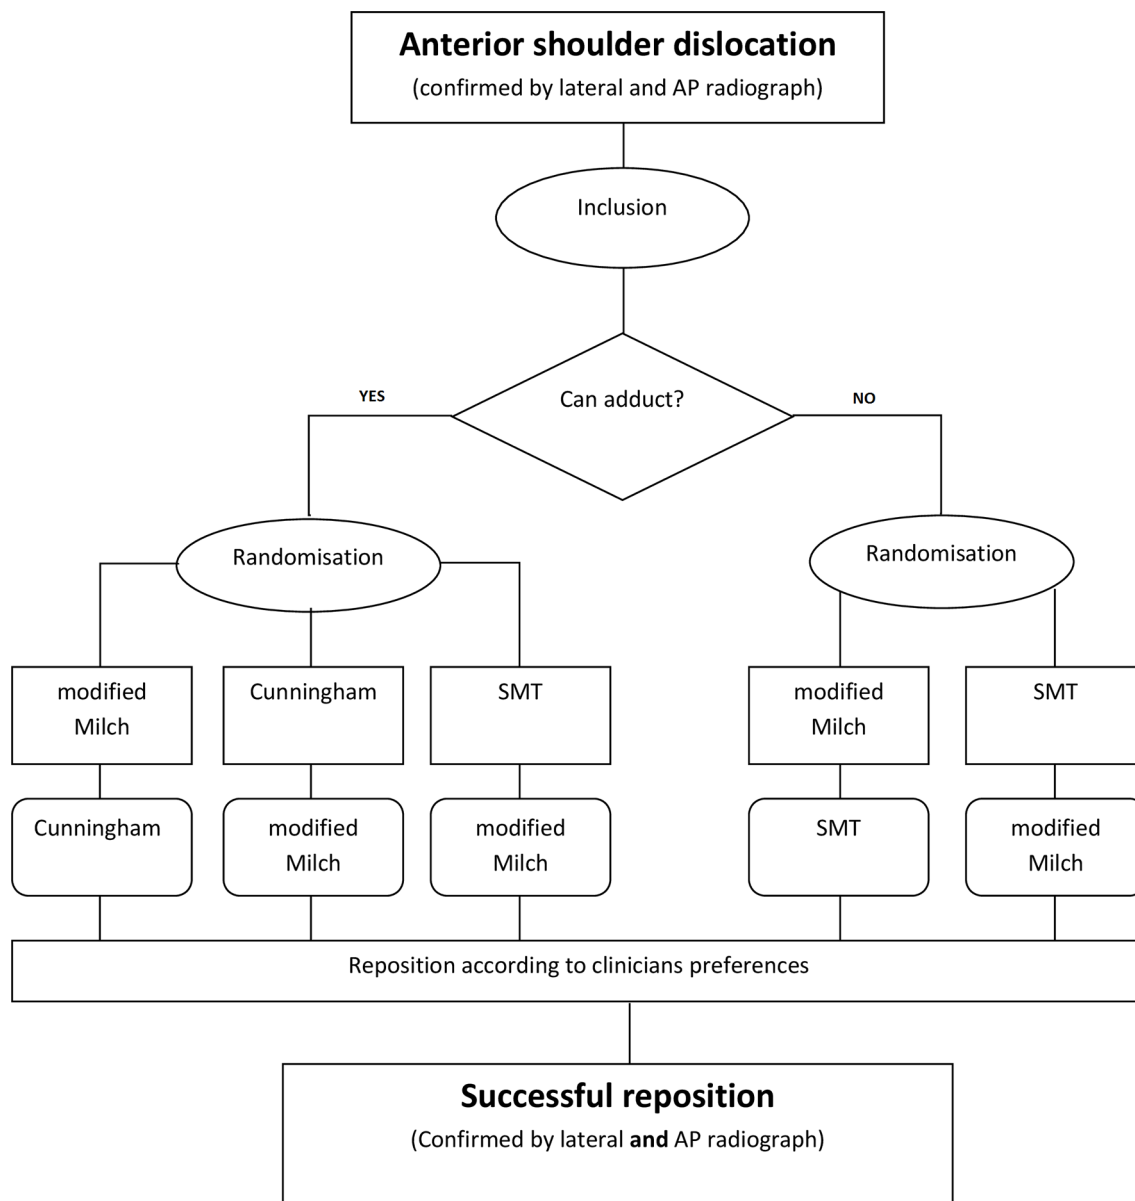 Anterior shoulder dislocation
(confirmed by lateral and AP radiograph)
Inclusion
Can adduct?
YES
NO
Randomisation
Randomisation
modified
Milch
Cunningham
SMT
modified
Milch
SMT
Cunningham
modified
Milch
modified
Milch
SMT
modified
Milch
Reposition according to clinicians preferences
Successful reposition
(Confirmed by lateral and AP radiograph)